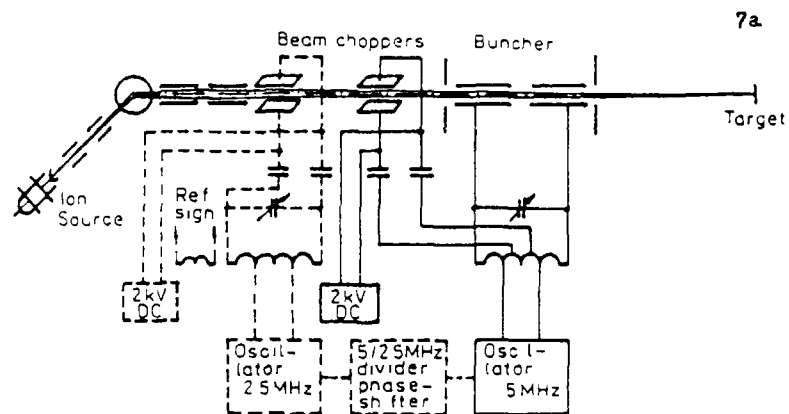 7a
Beam choppers
Buncher
Target
Ion
Source
Ref
sign
2kV
DC
2kV
DC
Oscil-
lator
2 5MHz
5/2 5MHz
divider
phase-
shifter
Oscil-
lator
5MHz